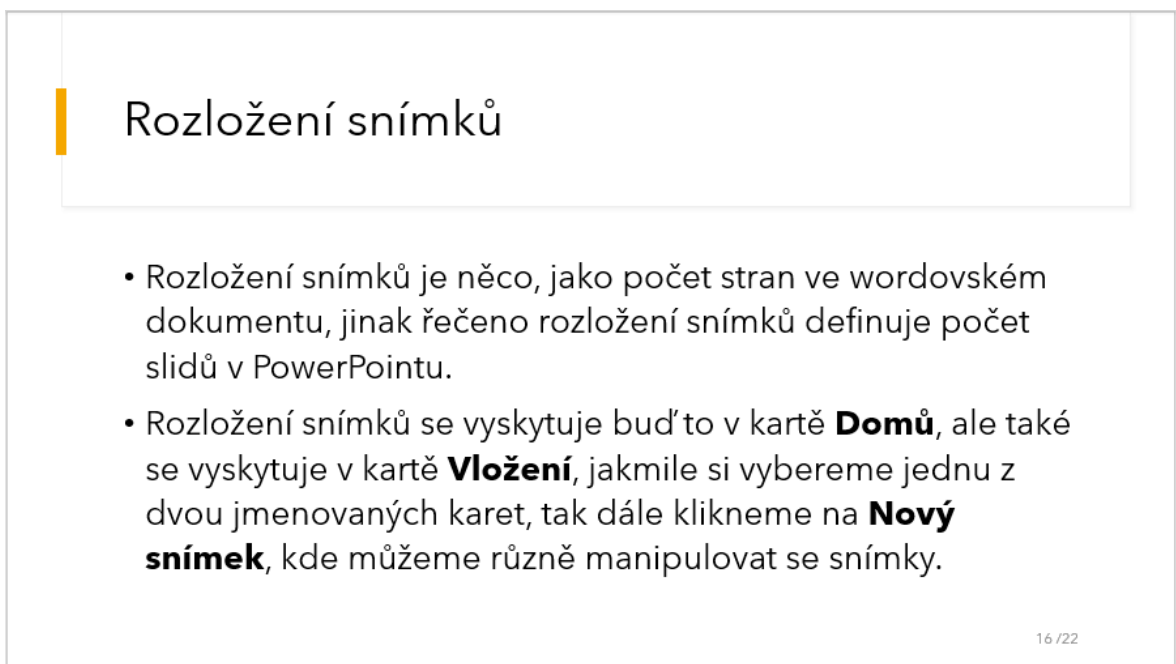 Rozložení snímků
• Rozložení snímků je něco, jako počet stran ve wordovském
dokumentu, jinak řečeno rozložení snímků definuje počet
slidů v PowerPointu.
• Rozložení snímků se vyskytuje buď to v kartě Domů, ale také
se vyskytuje v kartě Vložení, jakmile si vybereme jednu z
dvou jmenovaných karet, tak dále klikneme na Nový
snímek, kde můžeme různě manipulovat se snímky.
16 /22